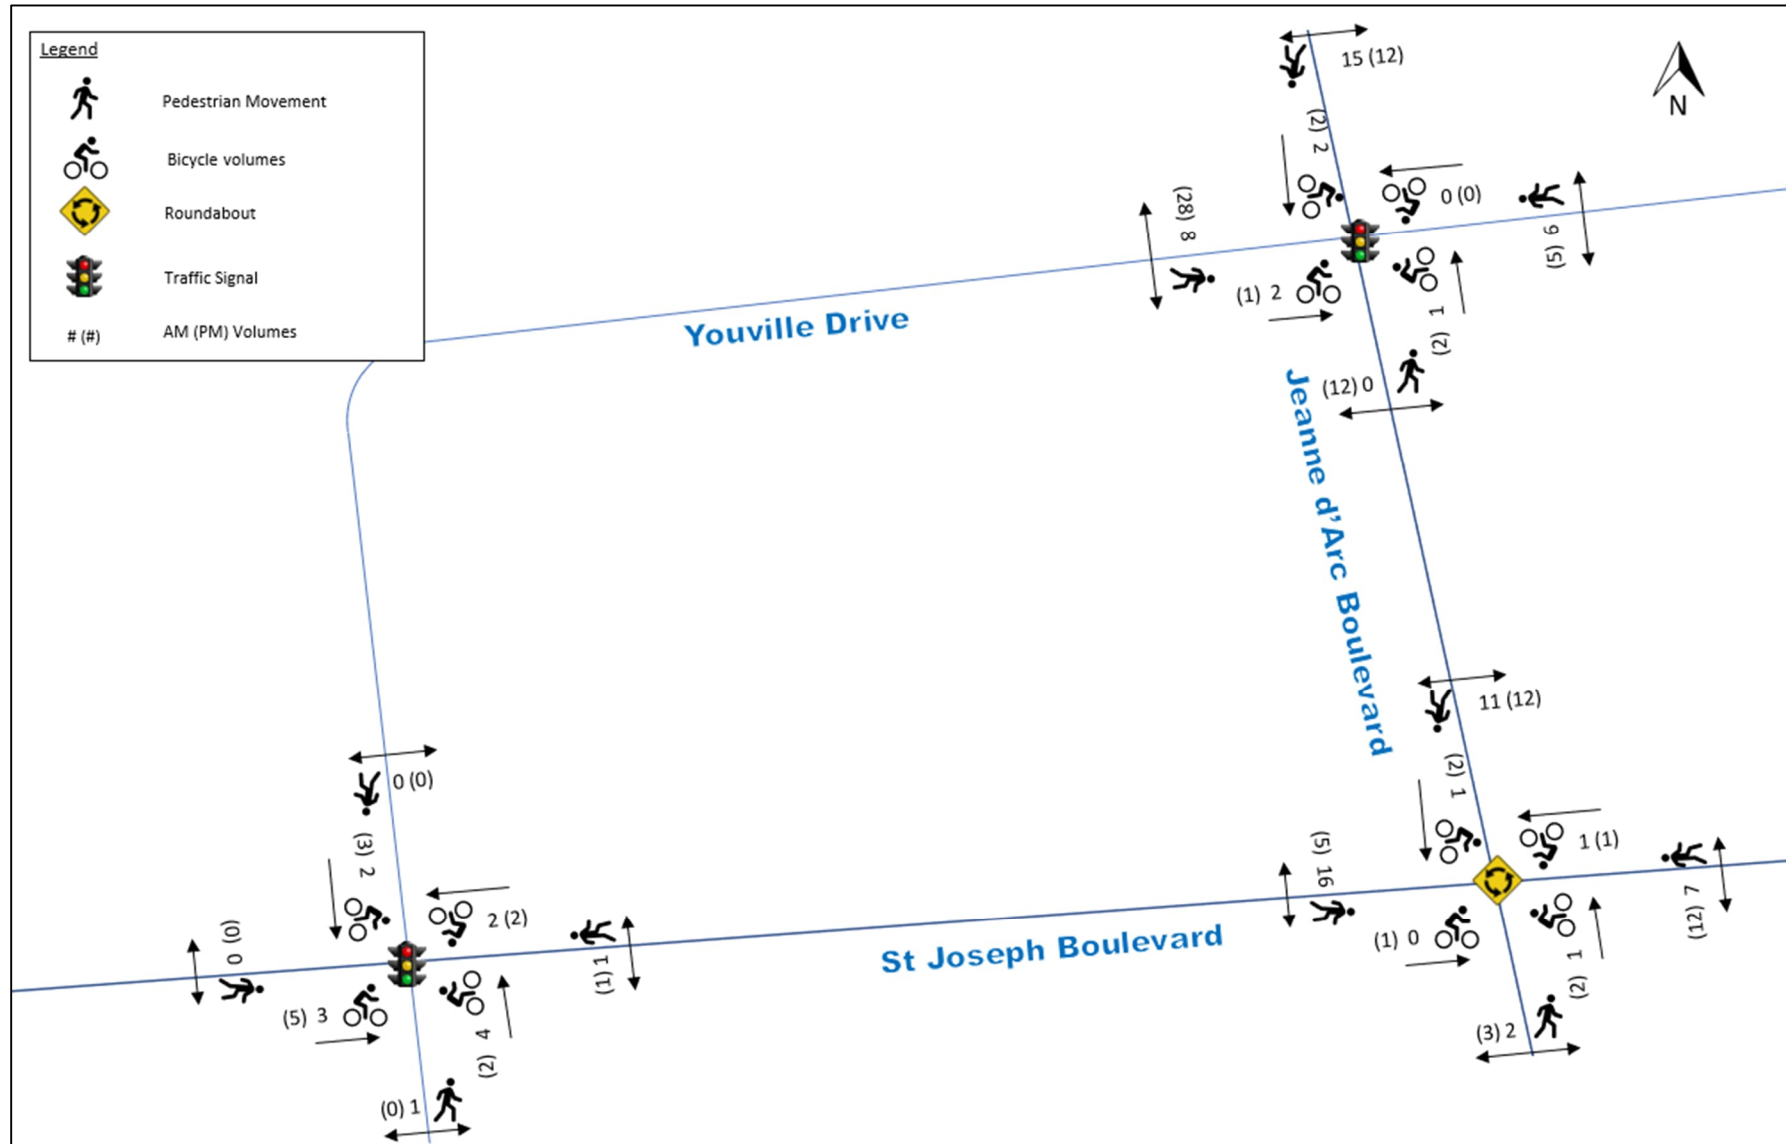 Legend
Pedestrian Movement
Bicycle volumes
Roundabout
Traffic Signal
# (#) AM (PM) Volumes
N
15 (12)
(2) 2
0 (0)
(28) 8
9 (5)
(1) 2
1 (2)
(12) 0
Youville Drive
Jeanne d'Arc Boulevard
11 (12)
(2) 1
1 (1)
(5) 16
7 (12)
(1) 0
(2) 1
(3) 2
St Joseph Boulevard
0 (0)
(3) 2
2 (2)
(0) 0
(1) 1
(5) 3
(2) 4
(0) 1